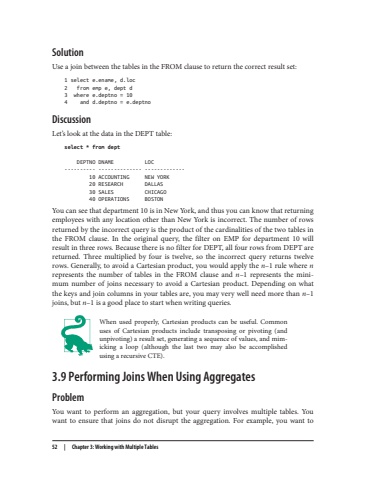 Solution
Use a join between the tables in the FROM clause to return the correct result set:
1 select e.ename, d.loc
2   from emp e, dept d
3  where e.deptno = 10
4    and d.deptno = e.deptno
Discussion
Let's look at the data in the DEPT table:
select * from dept
DEPTNO DNAME          LOC
---------- -------------- -------------
10 ACCOUNTING     NEW YORK
20 RESEARCH       DALLAS
30 SALES          CHICAGO
40 OPERATIONS     BOSTON
You can see that department 10 is in New York, and thus you can know that returning
employees with any location other than New York is incorrect. The number of rows
returned by the incorrect query is the product of the cardinalities of the two tables in
the FROM clause. In the original query, the filter on EMP for department 10 will
result in three rows. Because there is no filter for DEPT, all four rows from DEPT are
returned. Three multiplied by four is twelve, so the incorrect query returns twelve
rows. Generally, to avoid a Cartesian product, you would apply the n–1 rule where n
represents the number of tables in the FROM clause and n–1 represents the mini-
mum number of joins necessary to avoid a Cartesian product. Depending on what
the keys and join columns in your tables are, you may very well need more than n–1
joins, but n–1 is a good place to start when writing queries.
When used properly, Cartesian products can be useful. Common
uses of Cartesian products include transposing or pivoting (and
unpivoting) a result set, generating a sequence of values, and mim-
icking a loop (although the last two may also be accomplished
using a recursive CTE).
3.9 Performing Joins When Using Aggregates
Problem
You want to perform an aggregation, but your query involves multiple tables. You
want to ensure that joins do not disrupt the aggregation. For example, you want to
52 | Chapter 3: Working with Multiple Tables